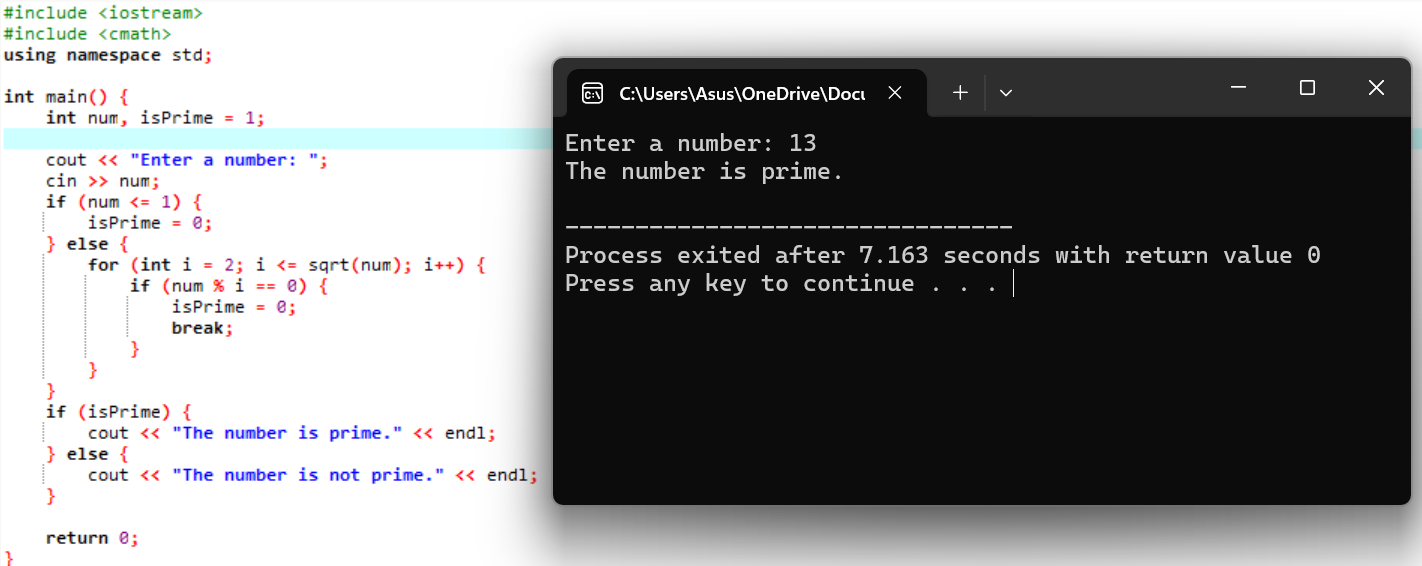 #include <iostream>
#include <cmath>
using namespace std;
int main() {
    int num, isPrime = 1;
    cout << "Enter a number: ";
    cin >> num;
    if (num <= 1) {
        isPrime = 0;
    } else {
        for (int i = 2; i <= sqrt(num); i++) {
            if (num % i == 0) {
                isPrime = 0;
                break;
            }
        }
    }
    if (isPrime) {
        cout << "The number is prime." << endl;
    } else {
        cout << "The number is not prime." << endl;
    }
    return 0;
}
C:\Users\Asus\OneDrive\Docu
Enter a number: 13
The number is prime.
--------------------------------
Process exited after 7.163 seconds with return value 0
Press any key to continue . . .